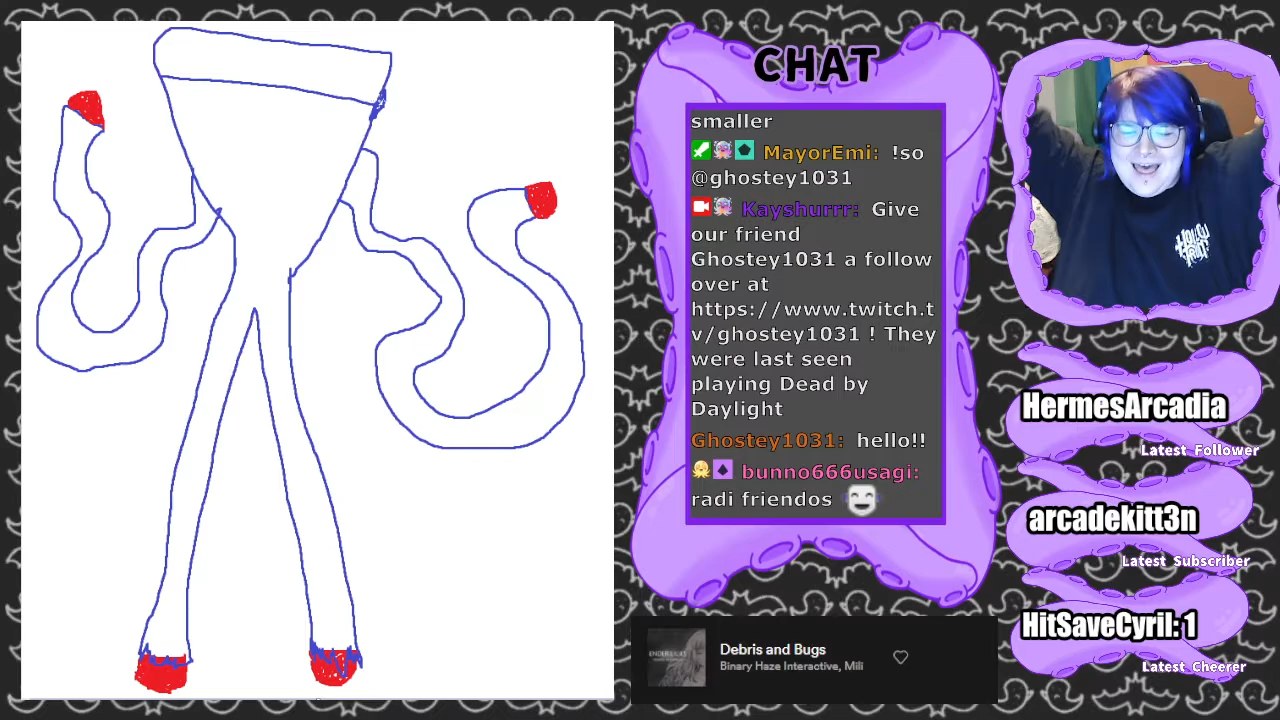 CHAT
smaller
MayorEmi: !so
@ghostey1031
Kayshurrr: Give
our friend
Ghostey1031 a follow
over at
https://www.twitch.t
v/ghostey1031 ! They
were last seen
playing Dead by
Daylight
Ghostey1031: hello!!
bunno666usagi:
radi friendos
HermesArcadia
Latest Follower
arcadekitt3n
Latest Subscriber
HitSaveCyril: 1
Latest Cheerer
Debris and Bugs
Binary Haze Interactive, Mili